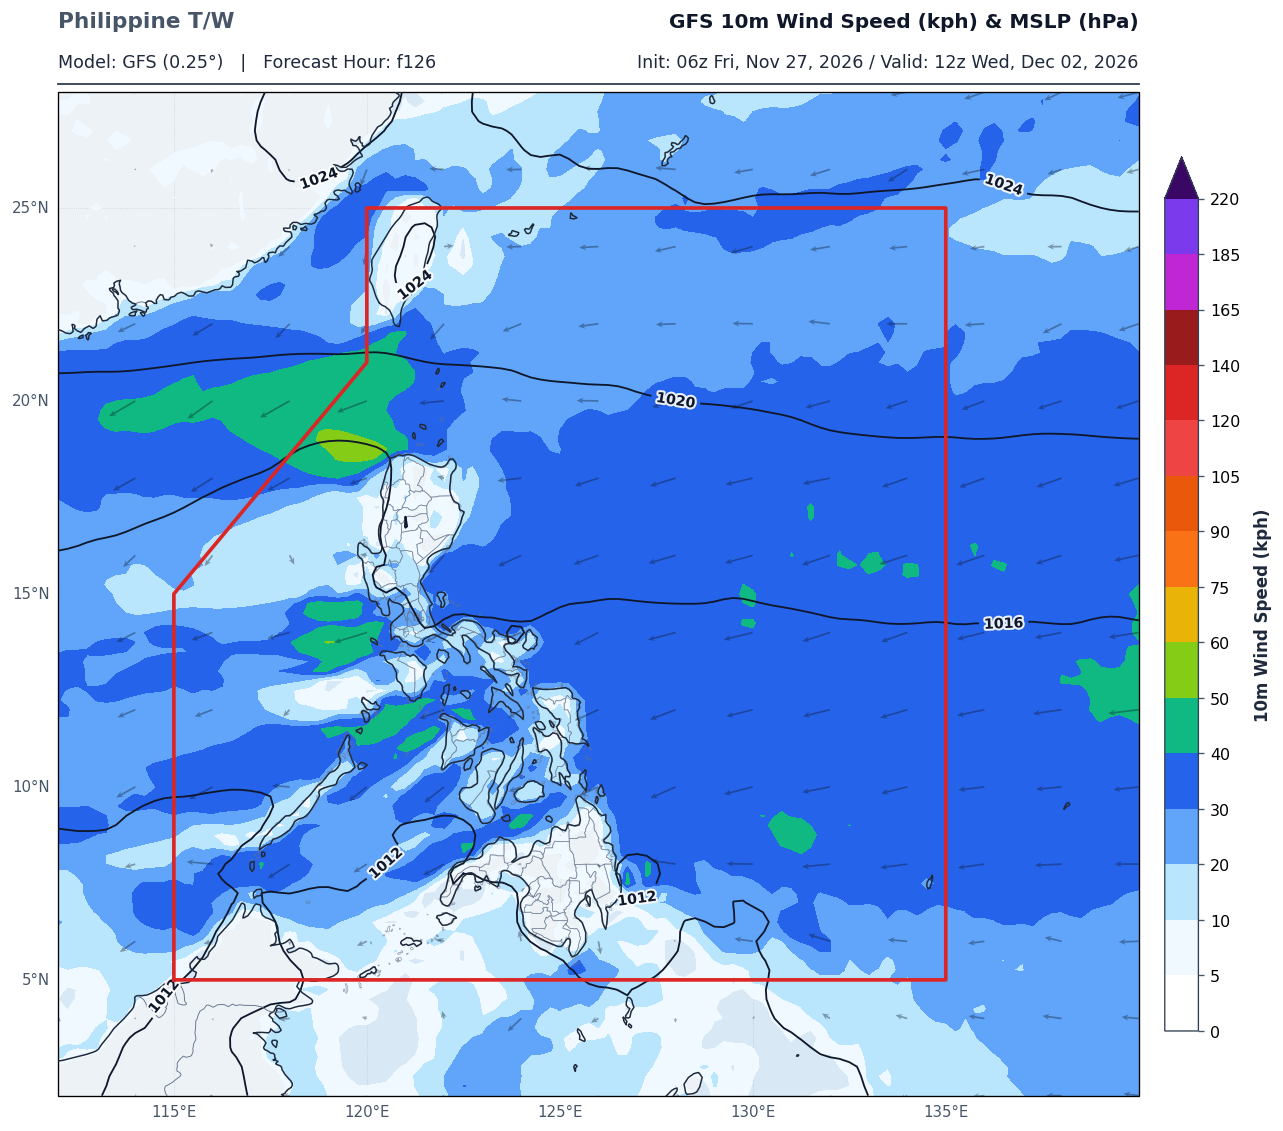 Philippine T/W
GFS 10m Wind Speed (kph) & MSLP (hPa)
Model: GFS (0.25°) | Forecast Hour: f126
Init: 06z Fri, Nov 27, 2026 / Valid: 12z Wed, Dec 02, 2026
1024
1024
1024
1020
1016
1012
1012
1012
25°N
20°N
15°N
10°N
5°N
115°E
120°E
125°E
130°E
135°E
220
185
165
140
120
105
90
75
60
50
40
30
20
10
5
0
10m Wind Speed (kph)